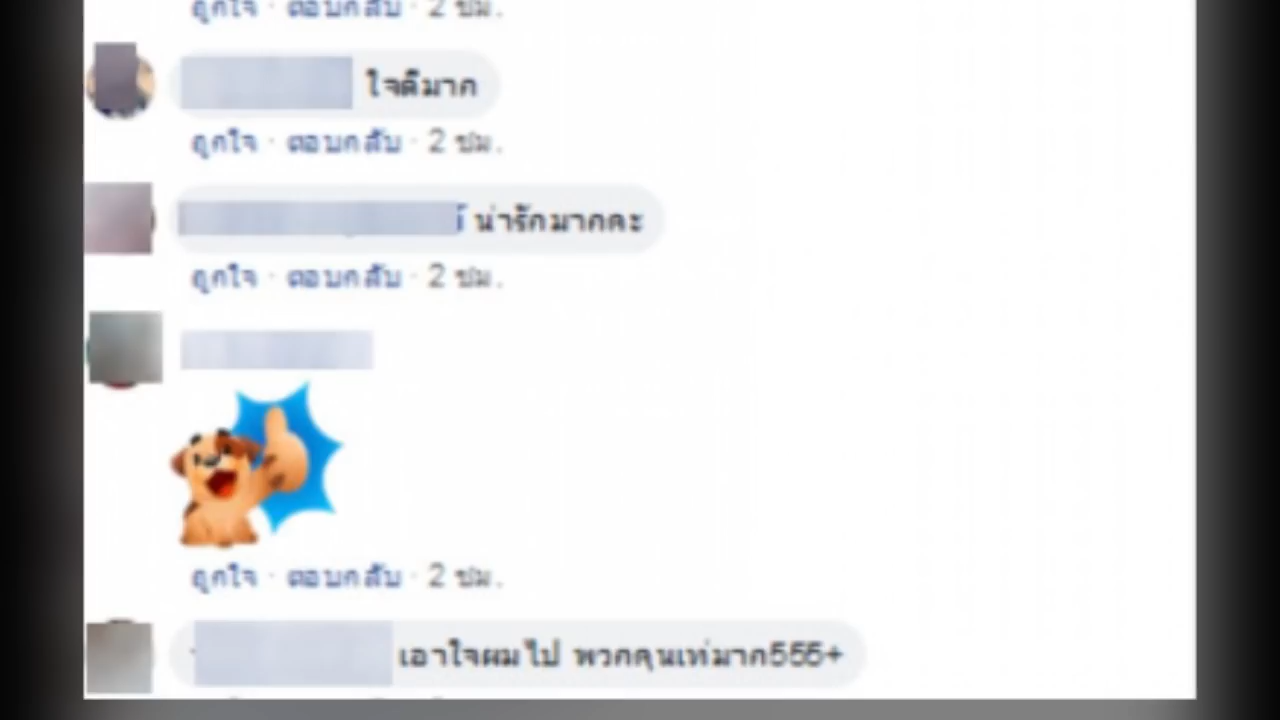 ถูกใจ · ตอบกลับ · 2 ชม.
ใจดีมาก
ถูกใจ · ตอบกลับ · 2 ชม.
น่ารักมากคะ
ถูกใจ · ตอบกลับ · 2 ชม.
ถูกใจ · ตอบกลับ · 2 ชม.
เอาใจผมไป พวกคุนเท่มาก555+